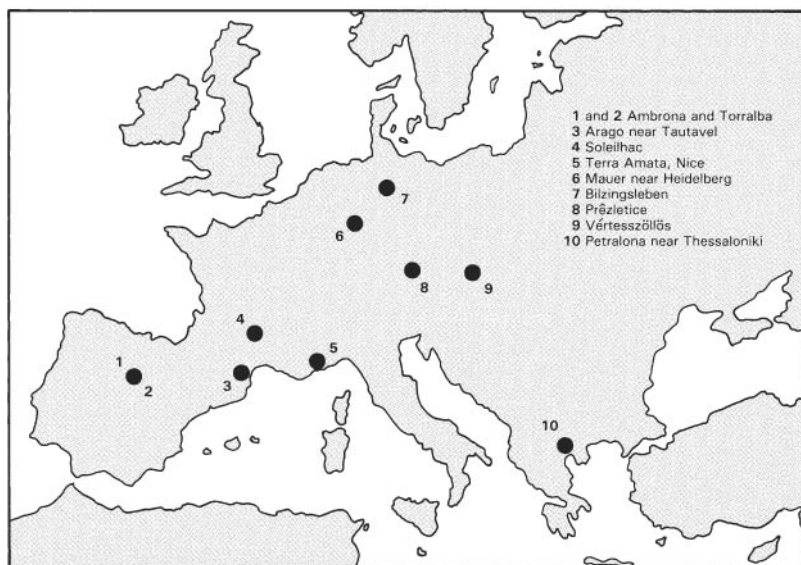 1 and 2 Ambrona and Torralba
3 Arago near Tautavel
4 Soleilhac
5 Terra Amata, Nice
6 Mauer near Heidelberg
7 Bilzingsleben
8 Prêzletice
9 Vértesszöllös
10 Petralona near Thessaloniki
7
6
8
9
4
5
1
2
3
10